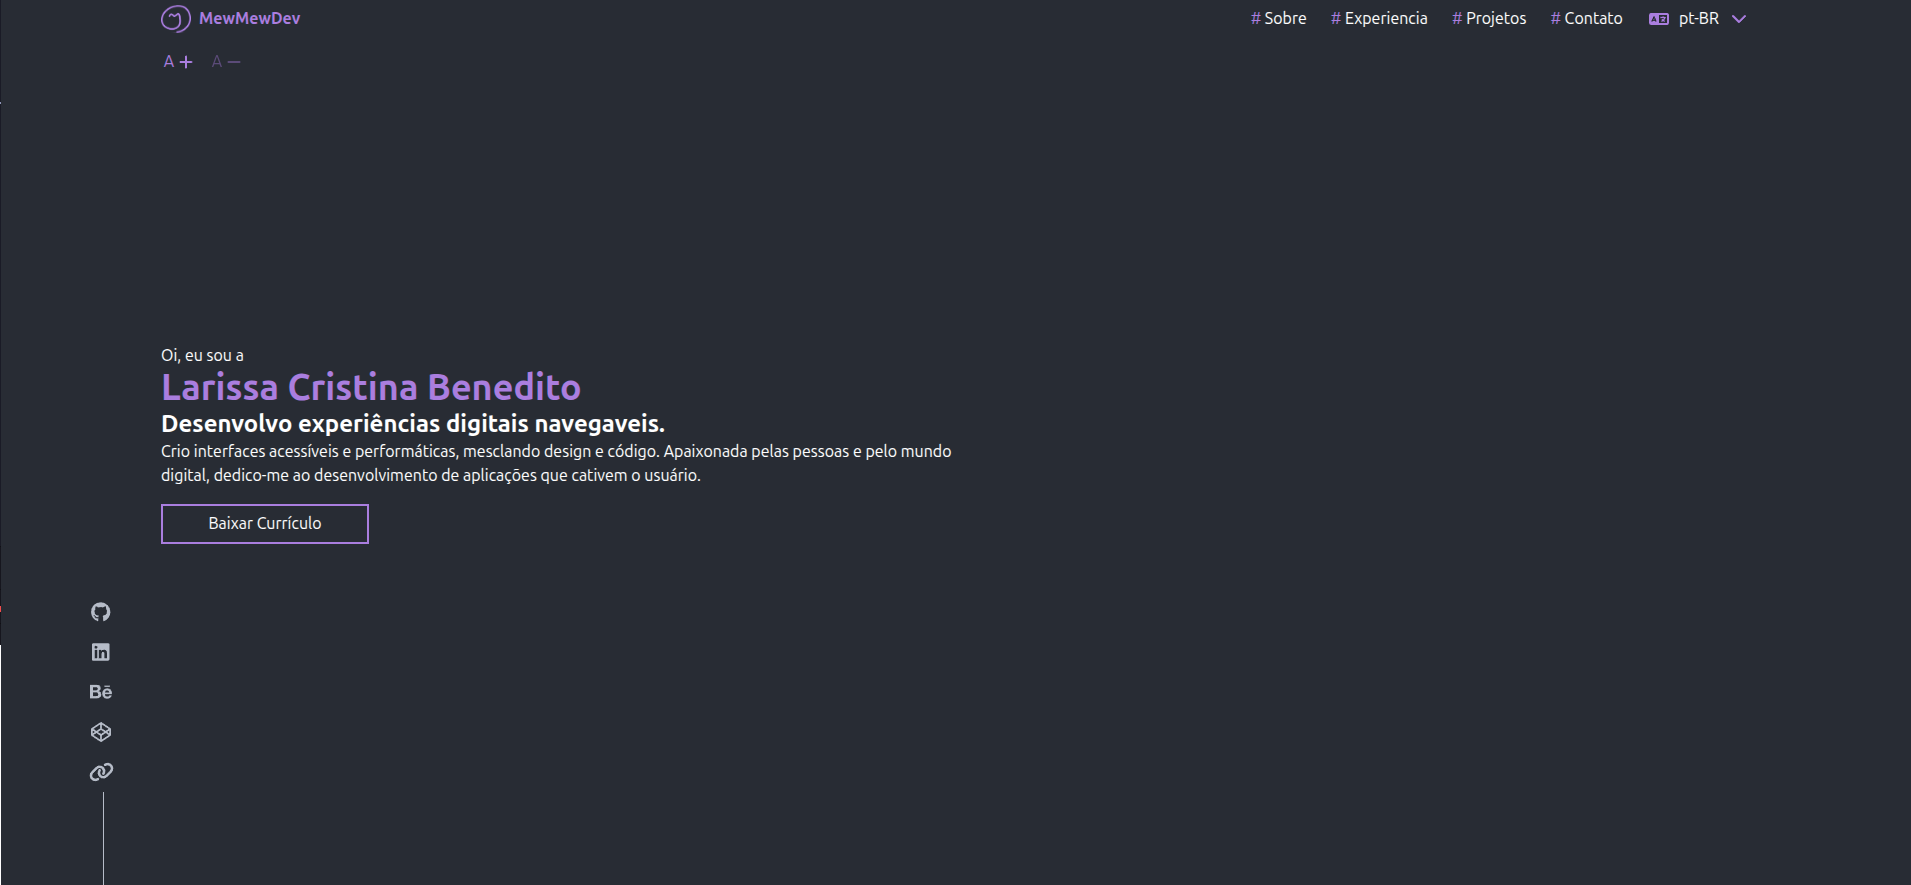 MewMewDev
# Sobre # Experiencia # Projetos # Contato pt-BR
A + A −
Oi, eu sou a
Larissa Cristina Benedito
Desenvolvo experiências digitais navegaveis.
Crio interfaces acessíveis e performáticas, mesclando design e código. Apaixonada pelas pessoas e pelo mundo
digital, dedico-me ao desenvolvimento de aplicações que cativem o usuário.
Baixar Currículo
in
Bē